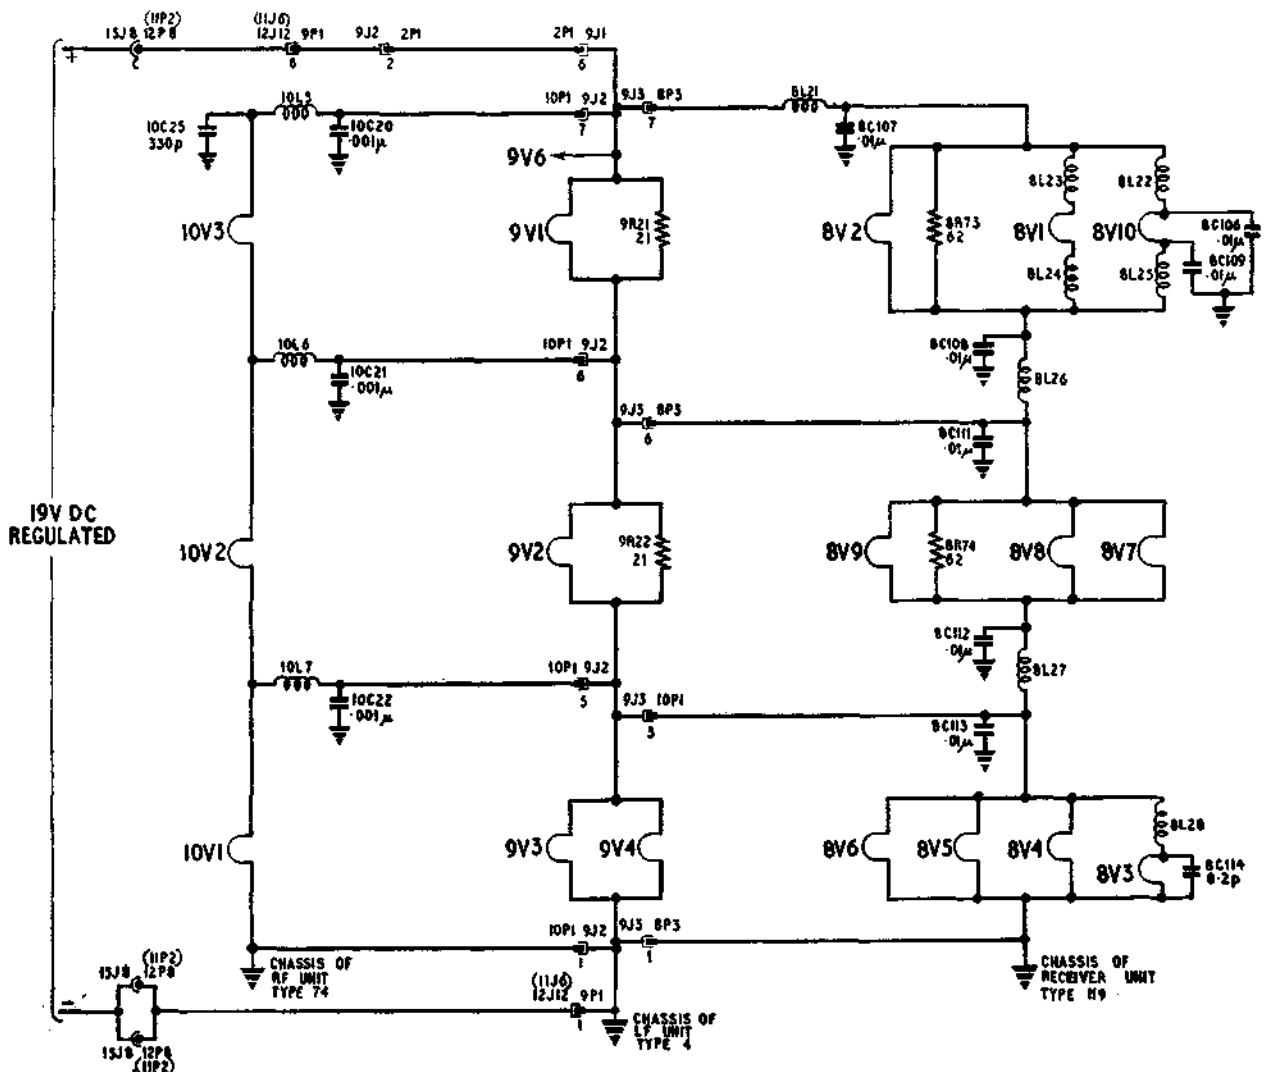 (11P2)
15J8 12P8
C
(11J6)
12J12 9P1
6
9J2 2P1
2
2P1 9J1
6
+
10L5
10P1 9J2
7
9J3 8P3
7
8L21
10C25
330p
10C20
.001μ
8C107
.01μ
9V6
8L23
8L22
10V3
9V1
9R21
21
8V2
8R73
62
8V1
8V10
8C106
.01μ
8C109
.01μ
8L24
8L25
10L6
10P1 9J2
6
8C108
.01μ
10C21
.001μ
8L26
9J3 8P3
6
8C111
.01μ
19V DC
REGULATED
10V2
9V2
9R22
21
8V9
8R74
62
8V8
8V7
8C112
.01μ
10L7
10P1 9J2
5
8L27
10C22
.001μ
9J3 10P1
3
8C113
.01μ
8L28
10V1
9V3
9V4
8V6
8V5
8V4
8V3
8C114
8.2p
10P1 9J2
1
9J3 8P3
1
CHASSIS OF
RF UNIT
TYPE 74
CHASSIS OF
RECEIVER UNIT
TYPE 119
(11P2)
15J8 12P8
(11J6)
12J12 9P1
1
CHASSIS OF
LF UNIT
TYPE 4
15J8 12P8
(11P2)